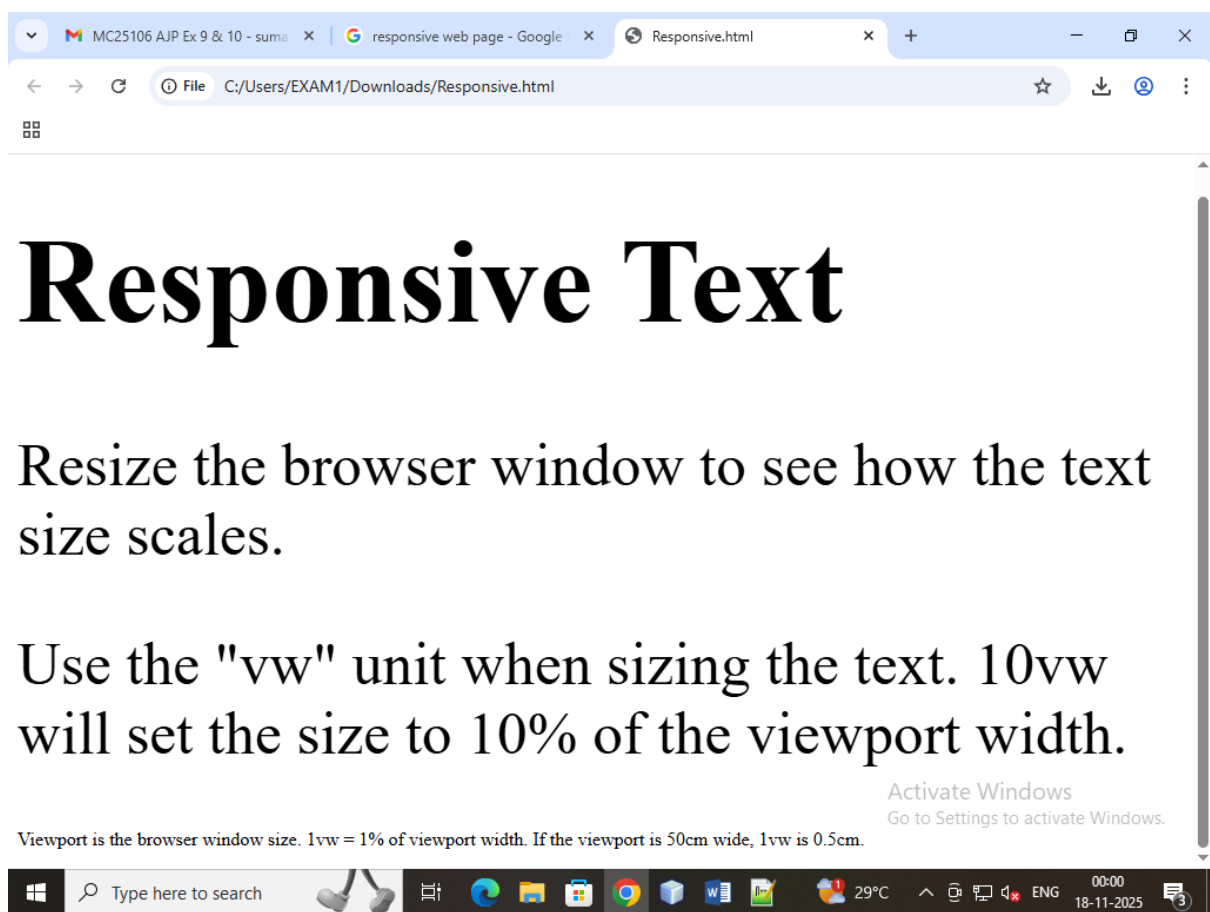 MC25106 AJP Ex 9 & 10 - suma
responsive web page - Google
Responsive.html
File C:/Users/EXAM1/Downloads/Responsive.html
Responsive Text
Resize the browser window to see how the text
size scales.
Use the "vw" unit when sizing the text. 10vw
will set the size to 10% of the viewport width.
Activate Windows
Go to Settings to activate Windows.
Viewport is the browser window size. 1vw = 1% of viewport width. If the viewport is 50cm wide, 1vw is 0.5cm.
Type here to search
29°C
ENG
00:00
18-11-2025
3